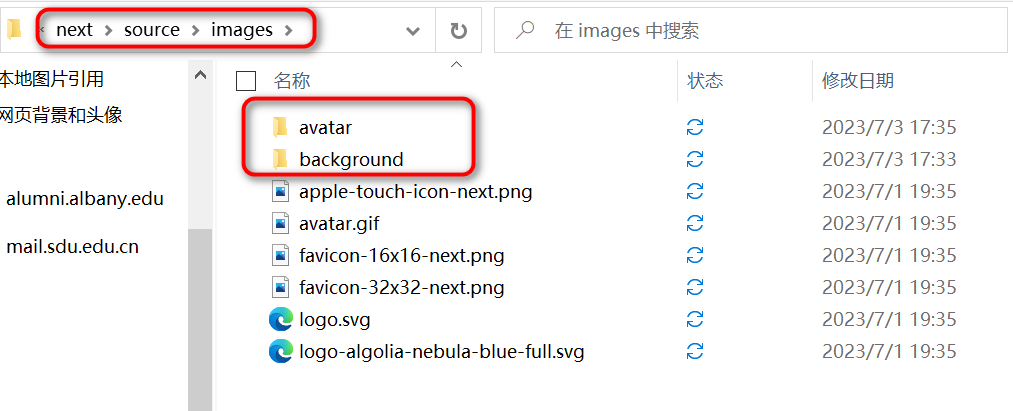 next source images
在 images 中搜索
本地图片引用
网页背景和头像
alumni.albany.edu
mail.sdu.edu.cn
名称 状态 修改日期
avatar 2023/7/3 17:35
background 2023/7/3 17:33
apple-touch-icon-next.png 2023/7/1 19:35
avatar.gif 2023/7/1 19:35
favicon-16x16-next.png 2023/7/1 19:35
favicon-32x32-next.png 2023/7/1 19:35
logo.svg 2023/7/1 19:35
logo-algolia-nebula-blue-full.svg 2023/7/1 19:35